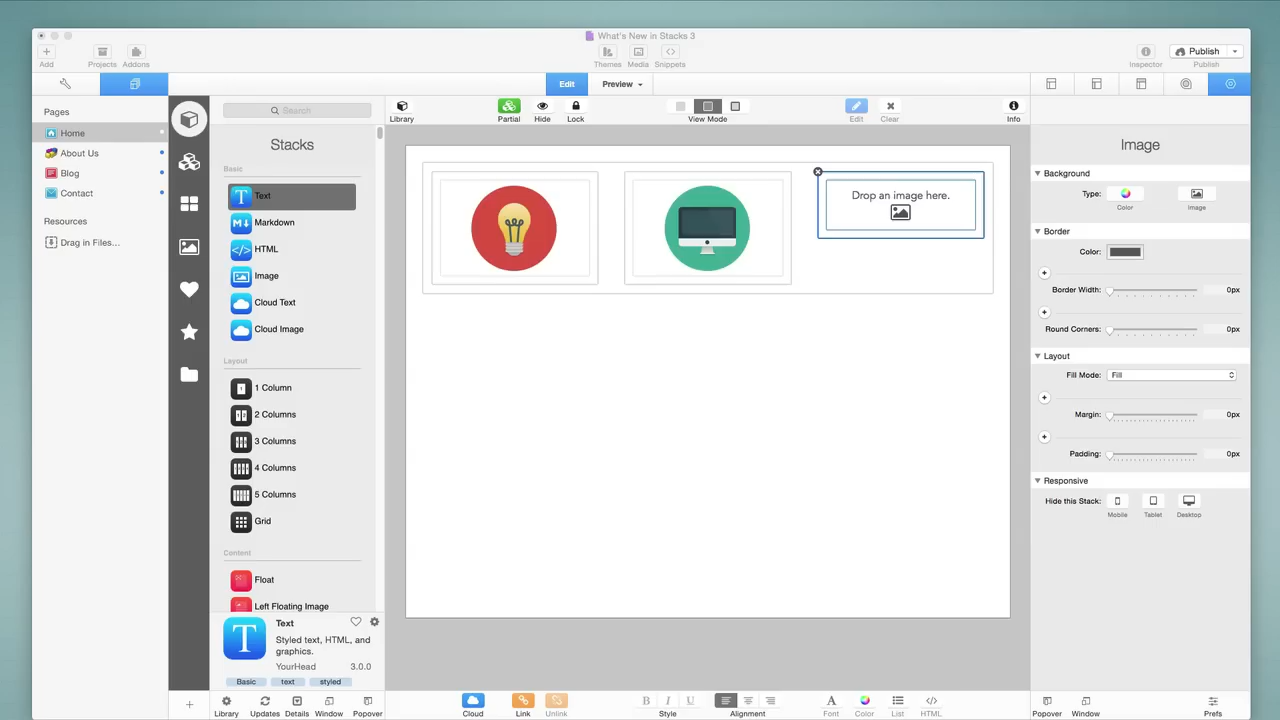 What's New in Stacks 3
Add
Projects
Addons
Themes
Media
Snippets
Inspector
Publish
Publish
Edit
Preview
Pages
Home
About Us
Blog
Contact
Resources
Drag in Files...
Search
Stacks
Basic
T Text
M Markdown
</> HTML
Image
Cloud Text
Cloud Image
Layout
1 Column
2 Columns
3 Columns
4 Columns
5 Columns
Grid
Content
Float
Left Floating Image
T
Text
Styled text, HTML, and
graphics.
YourHead 3.0.0
Basic text styled
Library
Updates
Details
Window
Popover
Library
Partial
Hide
Lock
View Mode
Edit
Clear
Info
Drop an image here.
Cloud
Link
Unlink
B I U
Style
Alignment
A
Font
Color
List
</>
HTML
Image
Background
Type:
Color
Image
Border
Color:
Border Width: 0px
Round Corners: 0px
Layout
Fill Mode: Fill
Margin: 0px
Padding: 0px
Responsive
Hide this Stack:
Mobile
Tablet
Desktop
Popover
Window
Prefs